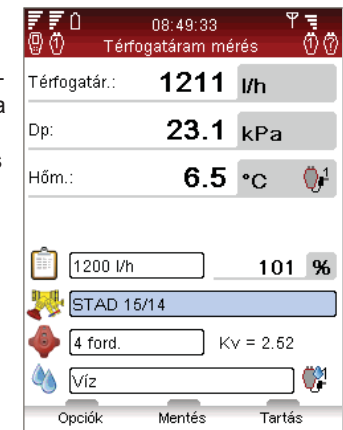 08:49:33
Térfogatáram mérés
Térfogatár.: 1211 l/h
Dp: 23.1 kPa
Hőm.: 6.5 °C 1
1200 l/h 101 %
STAD 15/14
4 ford. Kv = 2.52
Víz
Opciók Mentés Tartás